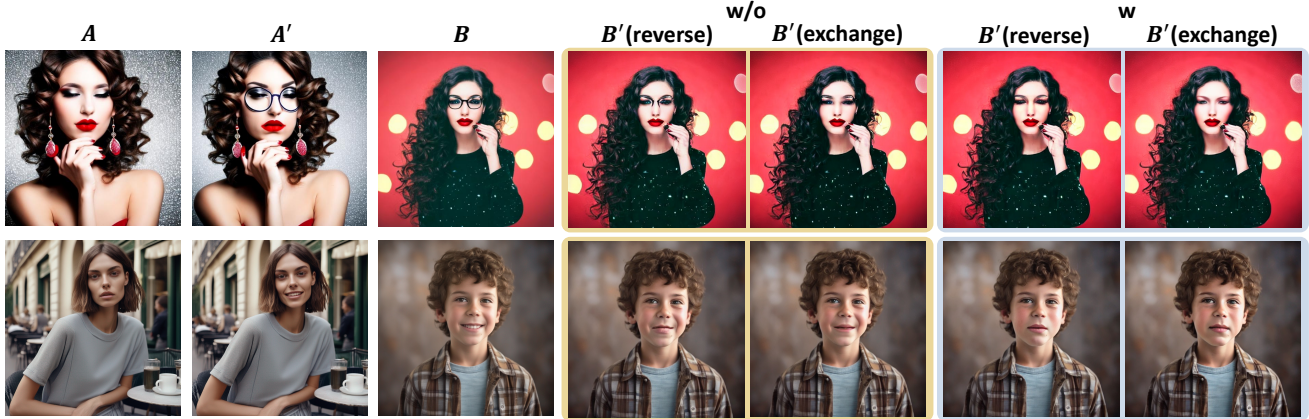 w/o
w
A
A′
B
B′(reverse)
B′(exchange)
B′(reverse)
B′(exchange)